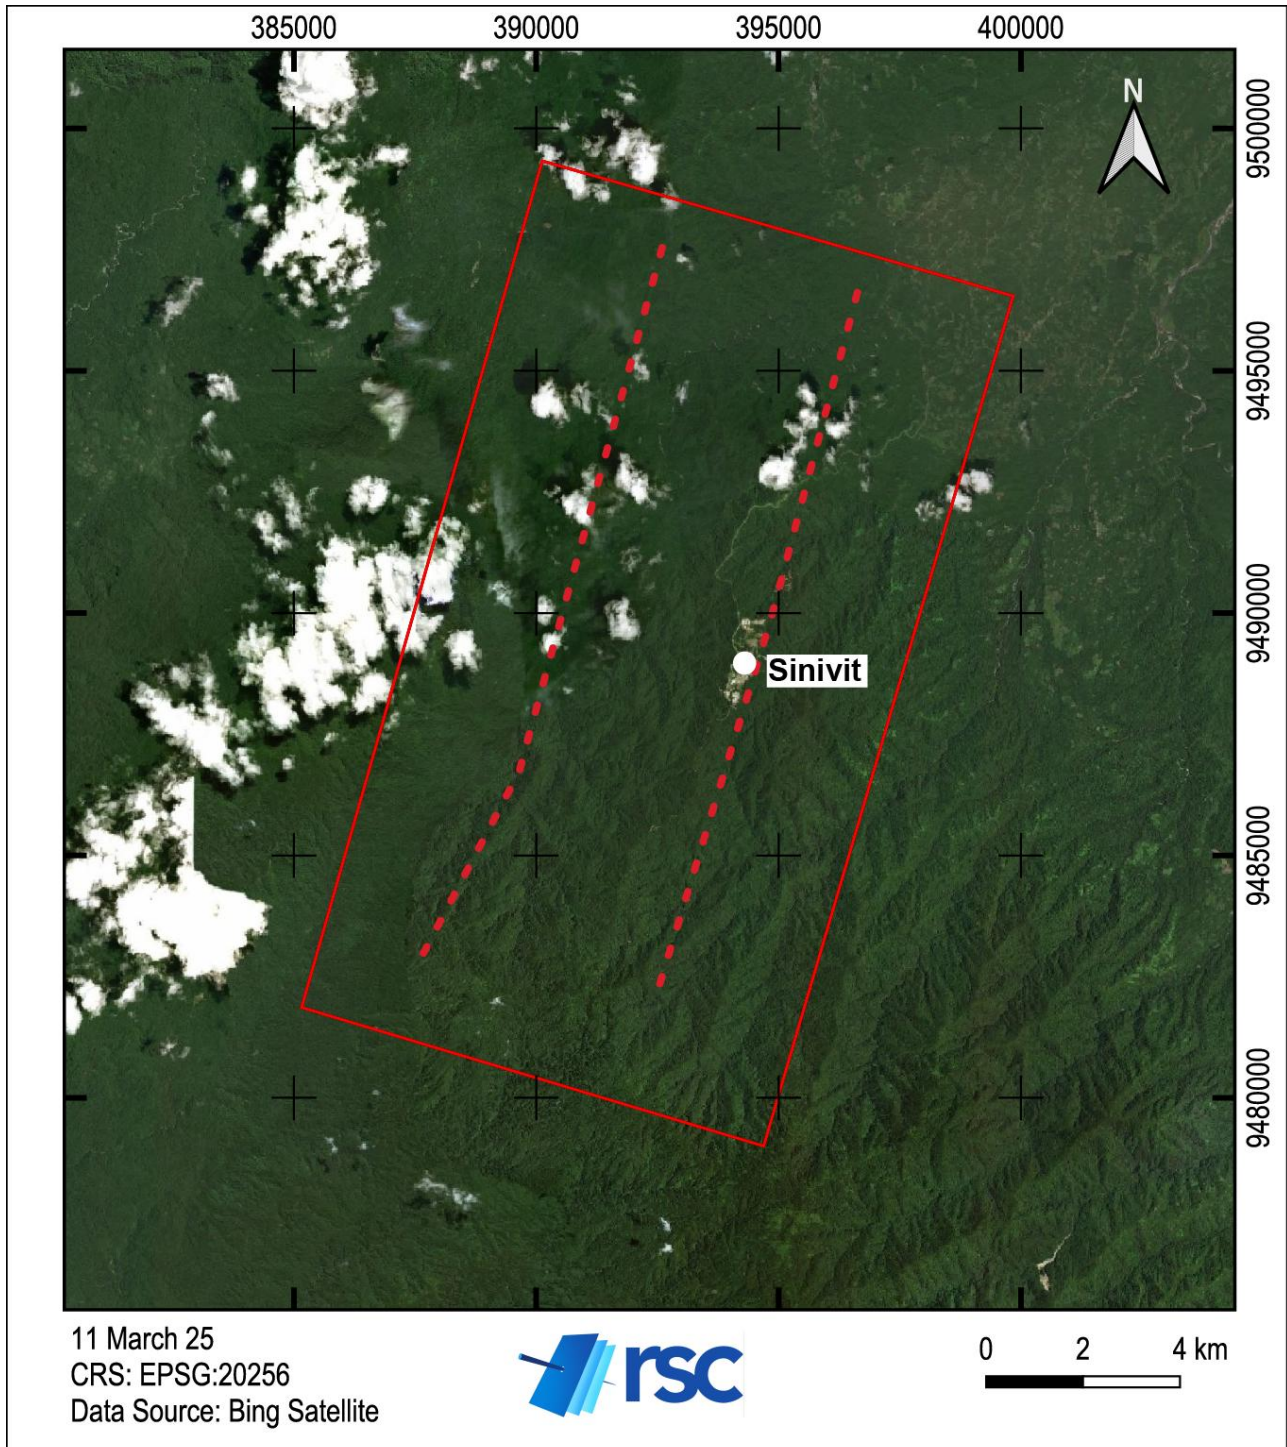 385000 390000 395000 400000
N
9500000
9495000
9490000
Sinivit
9485000
9480000
11 March 25
CRS: EPSG:20256
Data Source: Bing Satellite
rsc
0 2 4 km